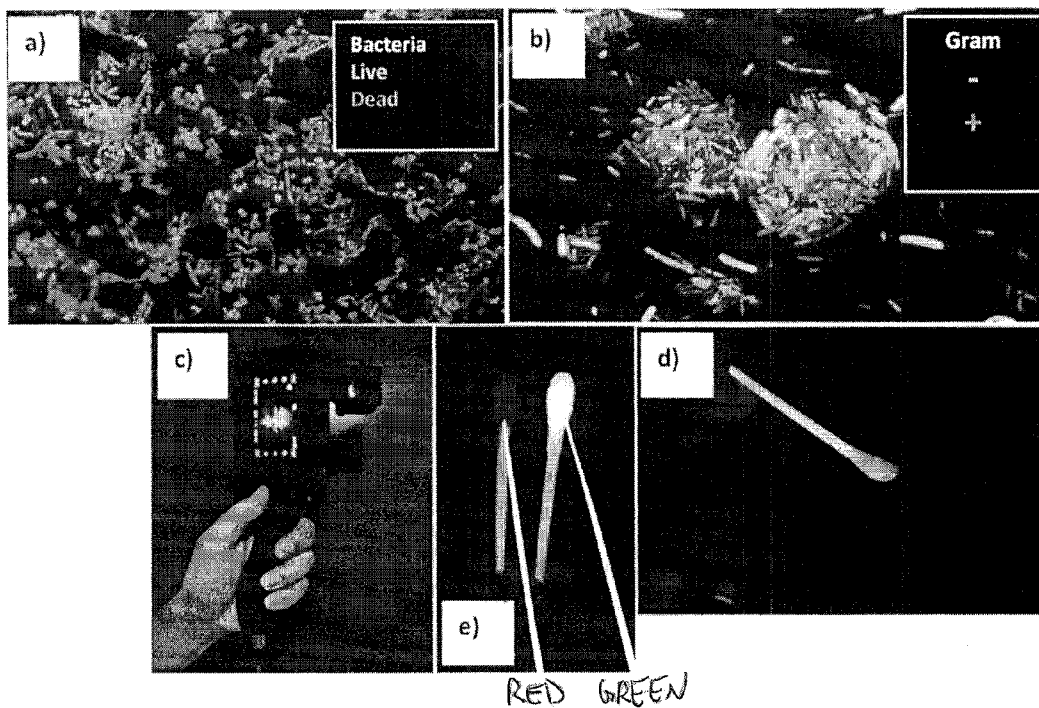 a)
Bacteria
Live
Dead
b)
Gram
-
+
c)
e)
d)
RED GREEN